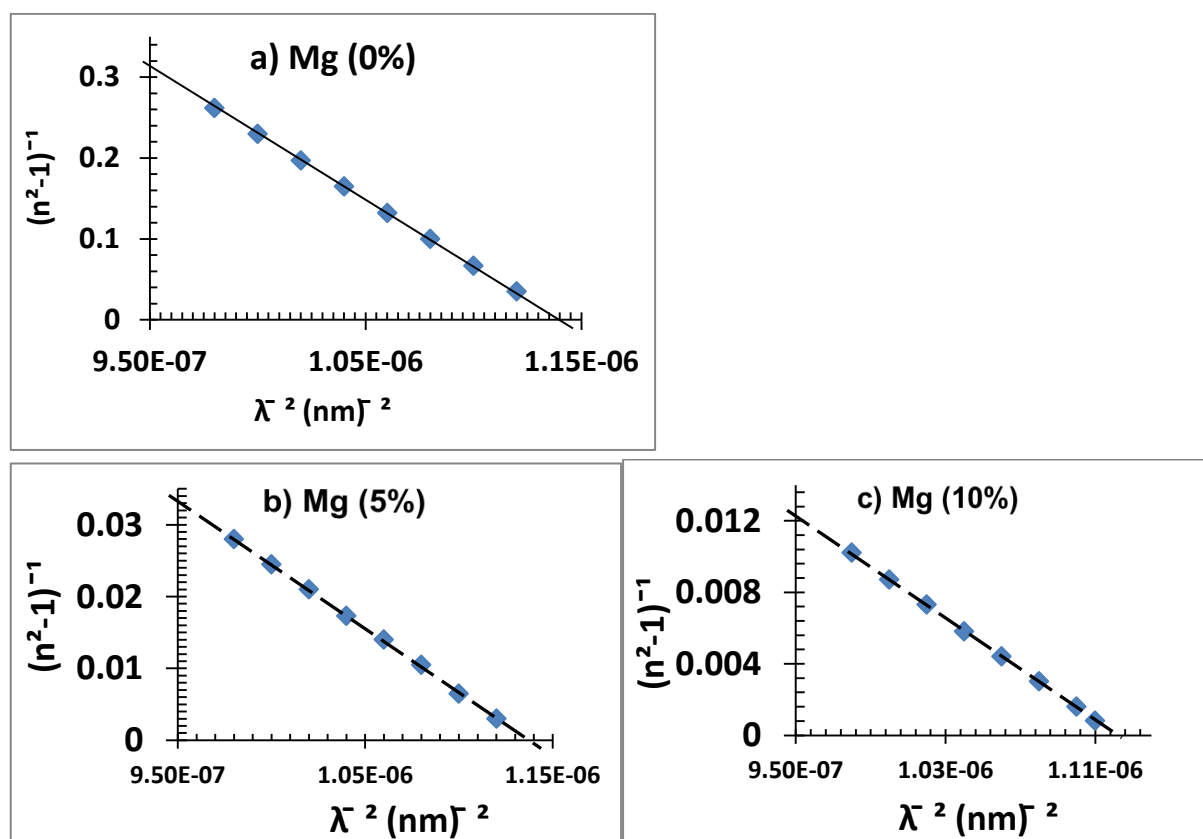 a) Mg (0%)
0.3
0.2
0.1
0
(n²-1)⁻¹
9.50E-07 1.05E-06 1.15E-06
λ⁻² (nm)⁻²
b) Mg (5%)
0.03
0.02
0.01
0
(n²-1)⁻¹
9.50E-07 1.05E-06 1.15E-06
λ⁻² (nm)⁻²
c) Mg (10%)
0.012
0.008
0.004
0
(n²-1)⁻¹
9.50E-07 1.03E-06 1.11E-06
λ⁻² (nm)⁻²